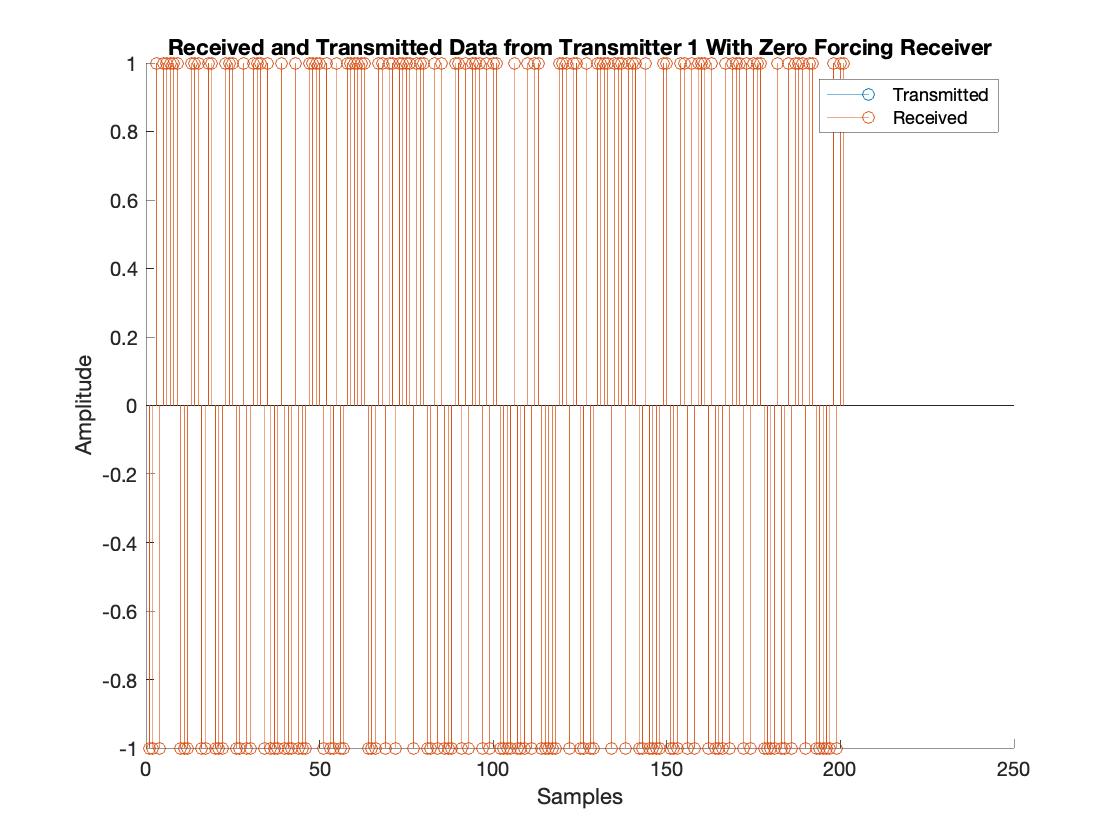 Received and Transmitted Data from Transmitter 1 With Zero Forcing Receiver
Transmitted
Received
1
0.8
0.6
0.4
0.2
0
-0.2
-0.4
-0.6
-0.8
-1
Amplitude
0 50 100 150 200 250
Samples